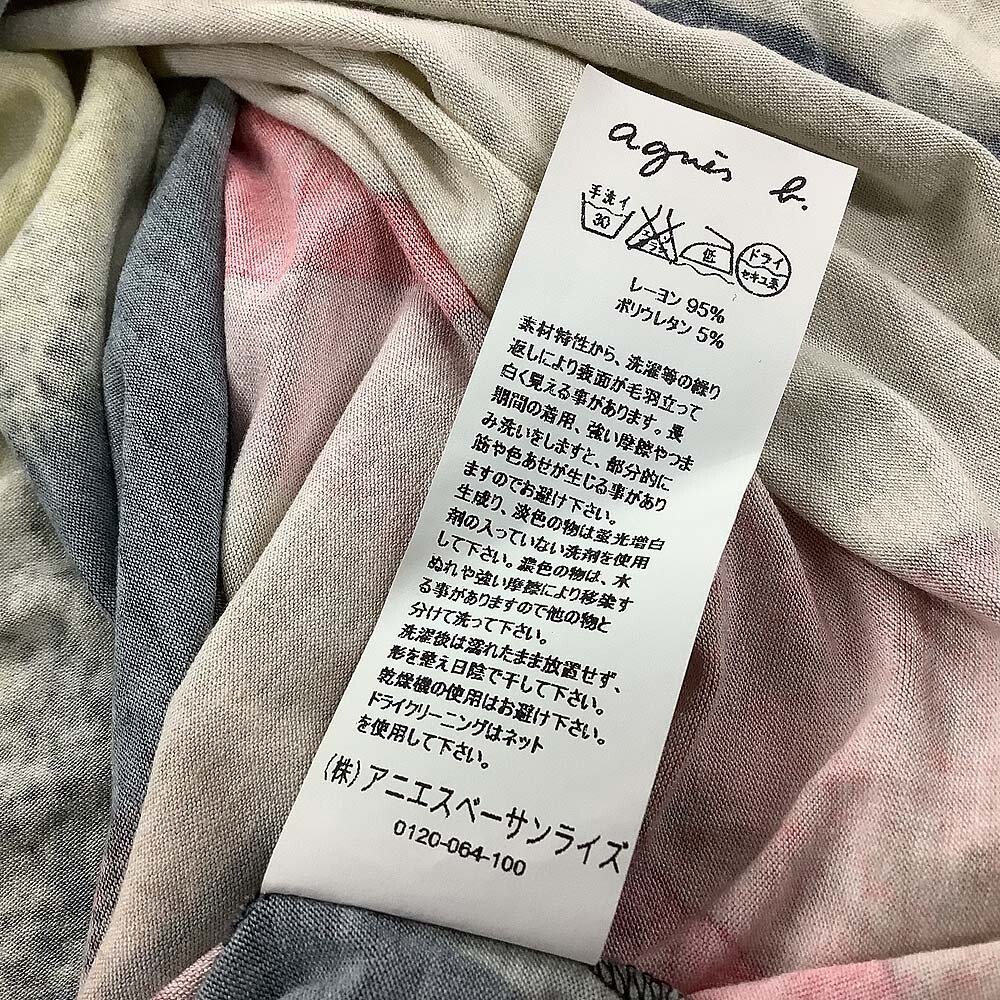 agnès b.
手洗イ
30
エンソ
サラシ
低
ドライ
セキユ系
レーヨン 95%
ポリウレタン 5%
素材特性から、洗濯等の繰り
返しにより表面が毛羽立って
白く見える事があります。長
期間の着用、強い摩擦やつま
み洗いをしますと、部分的に
筋や色あせが生じる事があり
ますのでお避け下さい。
生成り、淡色の物は蛍光増白
剤の入っていない洗剤を使用
して下さい。濃色の物は、水
ぬれや強い摩擦により移染す
る事がありますので他の物と
分けて洗って下さい。
洗濯後は濡れたまま放置せず、
形を整え日陰で干して下さい。
乾燥機の使用はお避け下さい。
ドライクリーニングはネット
を使用して下さい。
(株)アニエスベーサンライズ
0120-064-100